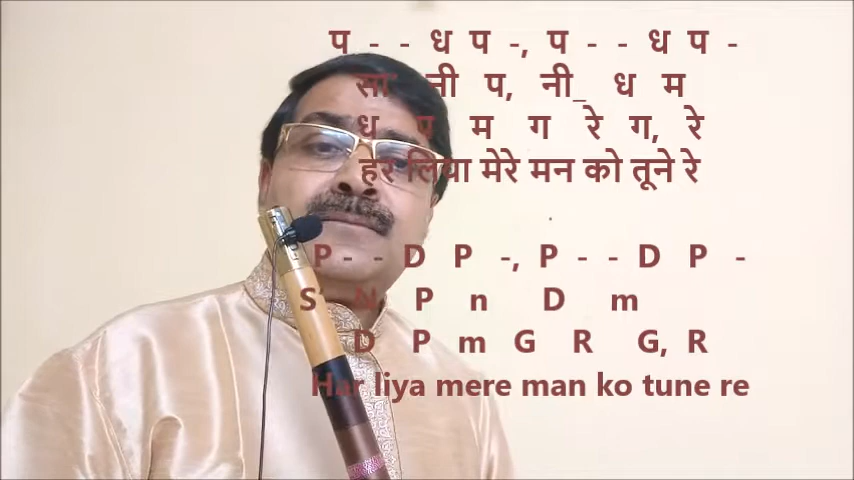 प - - ध प -, प - - ध प -
सा नी प, नी_ ध म
ध प म ग रे ग, रे
हर लिया मेरे मन को तूने रे
P - - D P -, P - - D P -
S' N P n D m
D P m G R G, R
Har liya mere man ko tune re